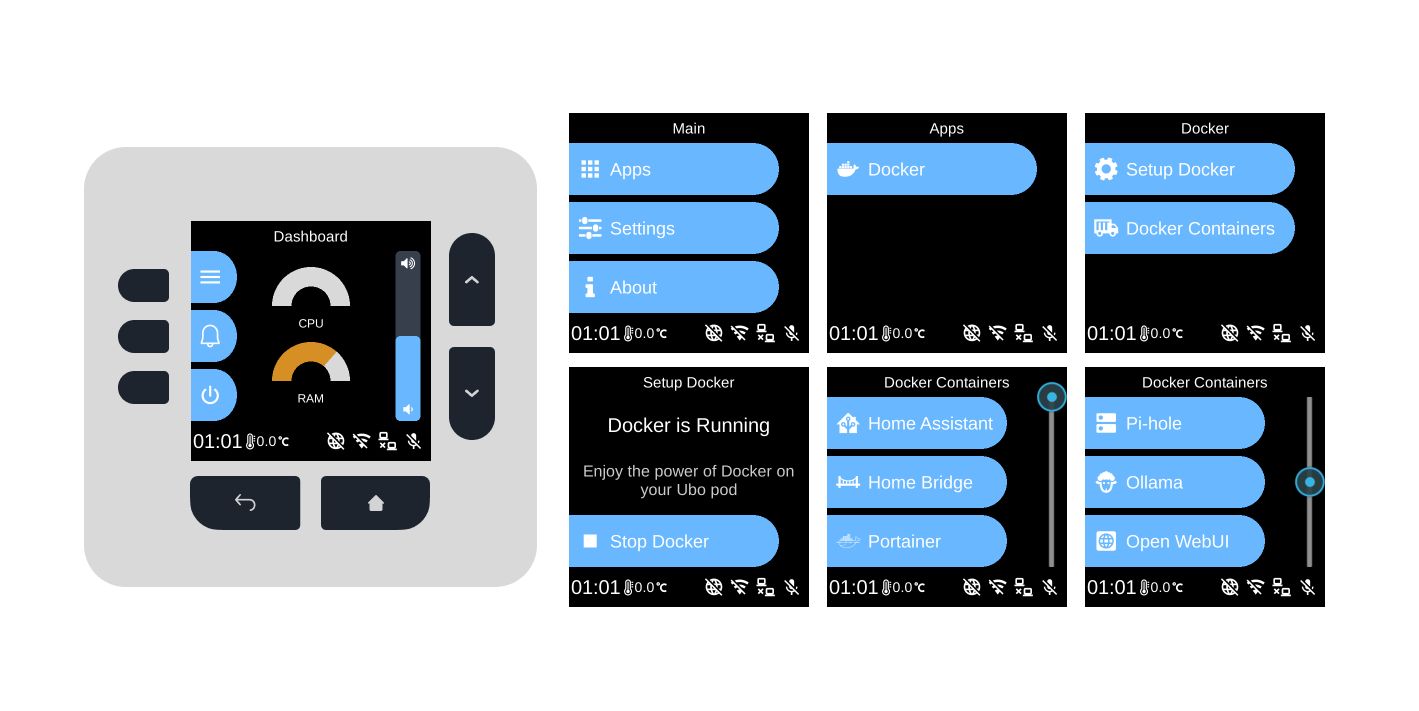 Dashboard
CPU
RAM
01:01 0.0℃
Main
Apps
Settings
About
01:01 0.0℃
Apps
Docker
01:01 0.0℃
Docker
Setup Docker
Docker Containers
01:01 0.0℃
Setup Docker
Docker is Running
Enjoy the power of Docker on
your Ubo pod
Stop Docker
01:01 0.0℃
Docker Containers
Home Assistant
Home Bridge
Portainer
01:01 0.0℃
Docker Containers
Pi-hole
Ollama
Open WebUI
01:01 0.0℃